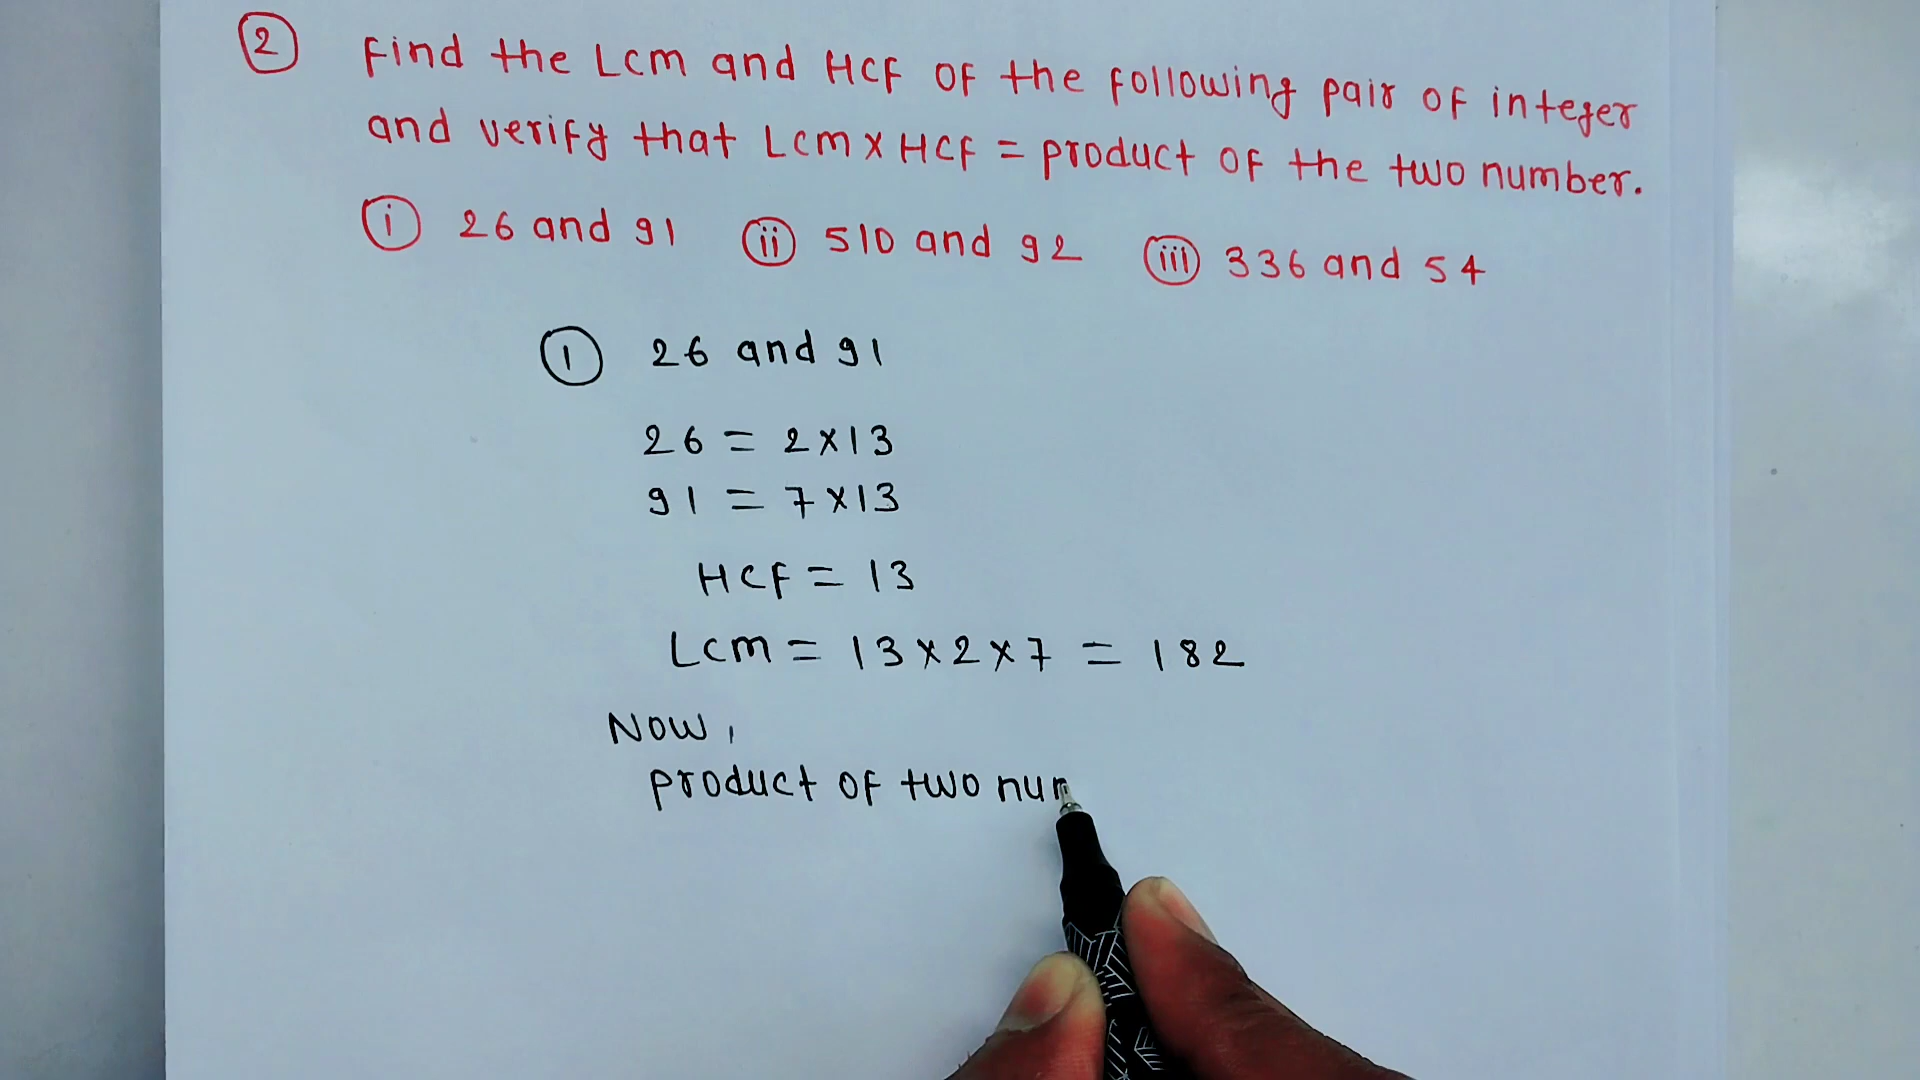 2 Find the Lcm and HCF OF the following pair OF integer
and verify that Lcm x HCF = product OF the two number.
i 26 and 91 ii 510 and 92 iii 336 and 54
1 26 and 91
26 = 2x13
91 = 7x13
HCF = 13
Lcm = 13x2x7 = 182
Now,
product OF two num